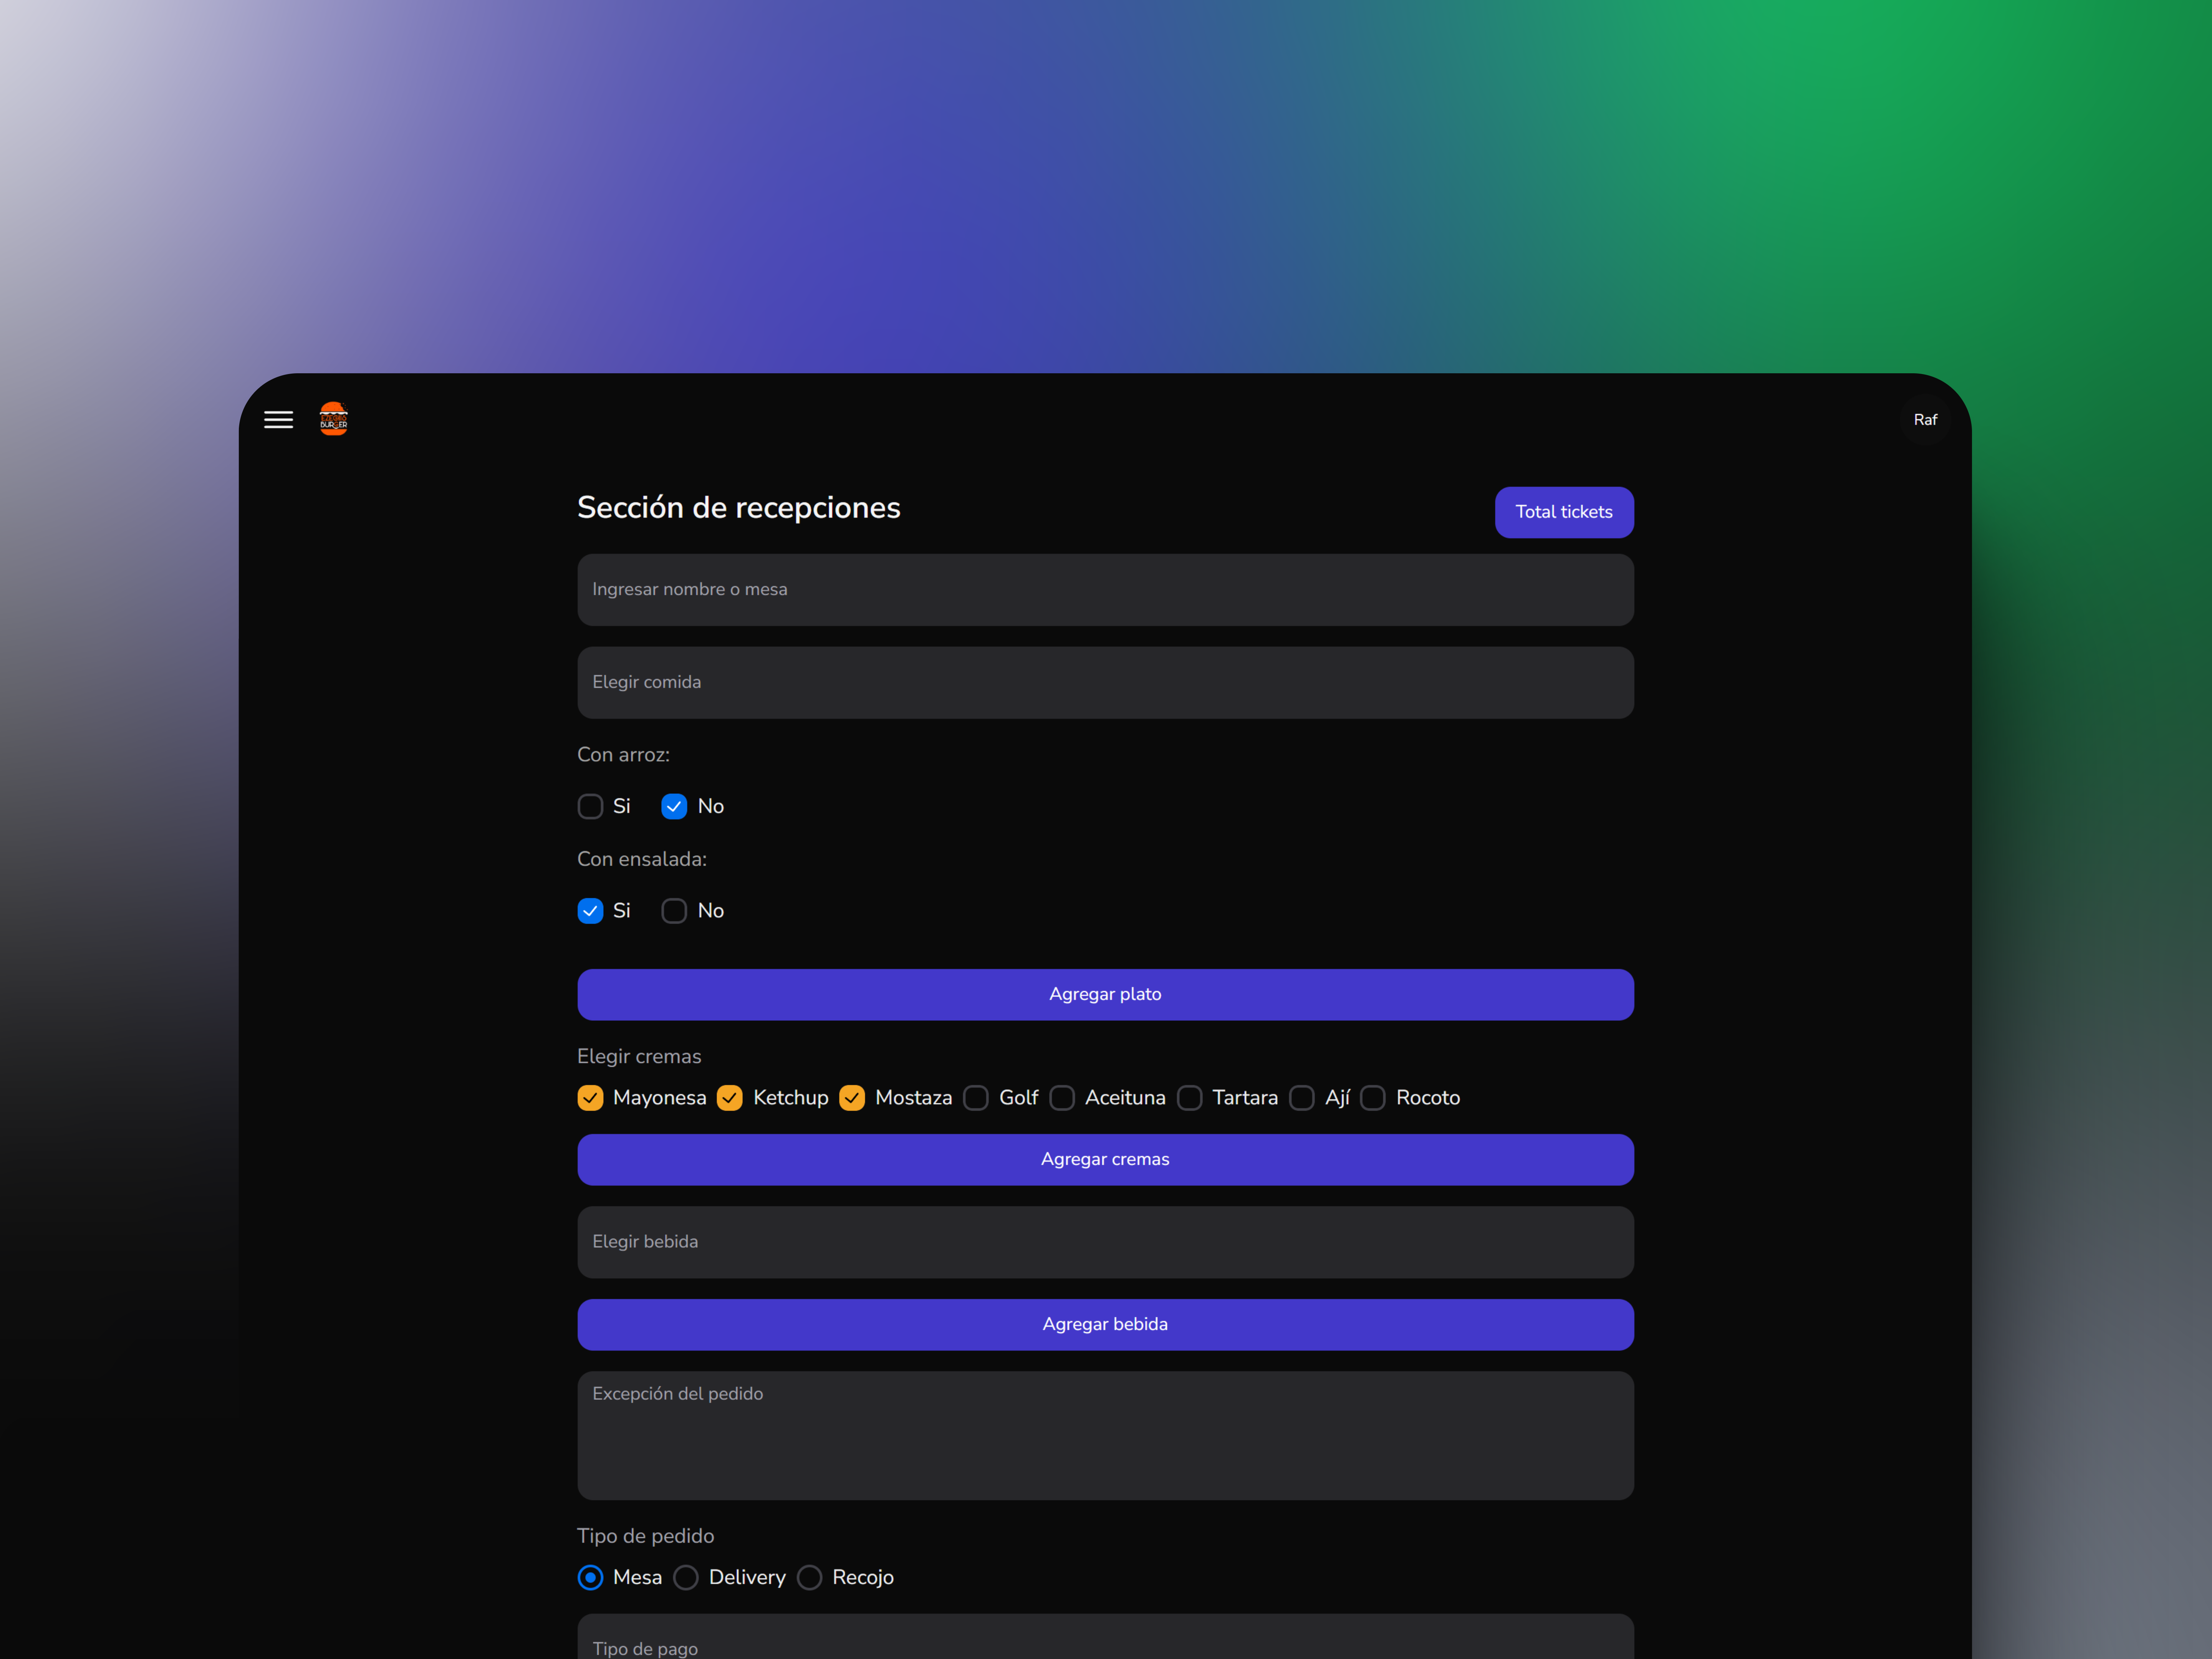 BURGER
Raf
Sección de recepciones
Total tickets
Ingresar nombre o mesa
Elegir comida
Con arroz:
Si No
Con ensalada:
Si No
Agregar plato
Elegir cremas
Mayonesa Ketchup Mostaza Golf Aceituna Tartara Ají Rocoto
Agregar cremas
Elegir bebida
Agregar bebida
Excepción del pedido
Tipo de pedido
Mesa Delivery Recojo
Tipo de pago